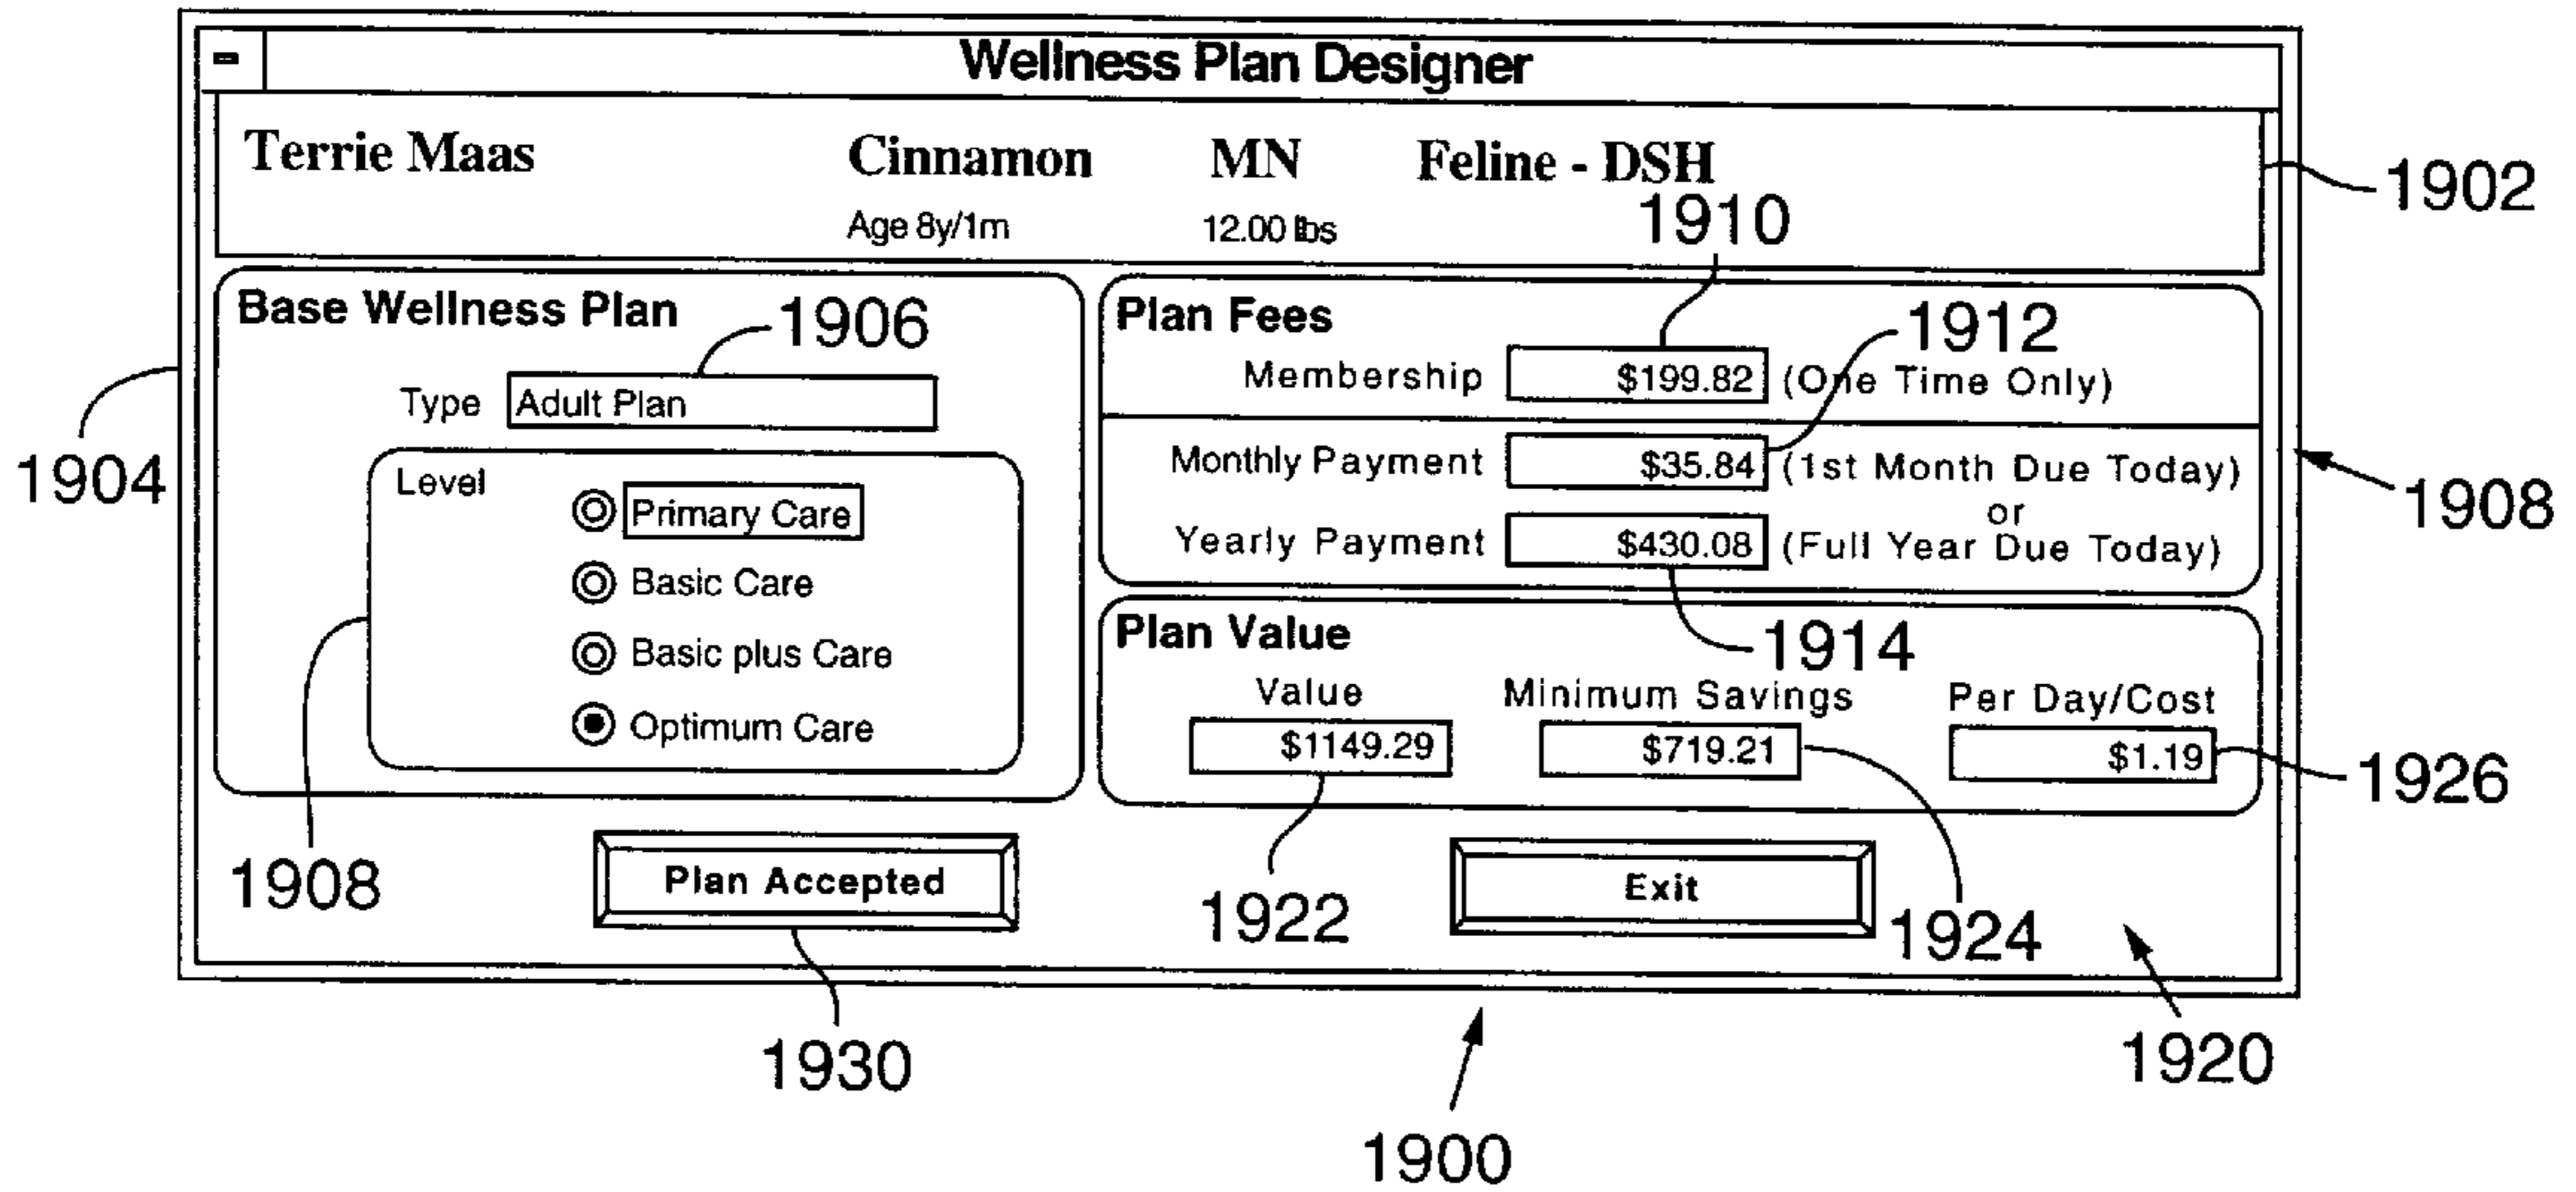 Wellness Plan Designer
Terrie Maas Cinnamon MN Feline - DSH
1902
Age 8y/1m 12.00 lbs
1910
Base Wellness Plan
1906
Type Adult Plan
1904
Level
Primary Care
Basic Care
Basic plus Care
Optimum Care
1908
Plan Fees
1912
Membership $199.82 (One Time Only)
Monthly Payment $35.84 (1st Month Due Today)
or
1908
Yearly Payment $430.08 (Full Year Due Today)
1914
Plan Value
Value Minimum Savings Per Day/Cost
$1149.29 $719.21 $1.19
1926
Plan Accepted Exit
1922
1924
1930
1920
1900